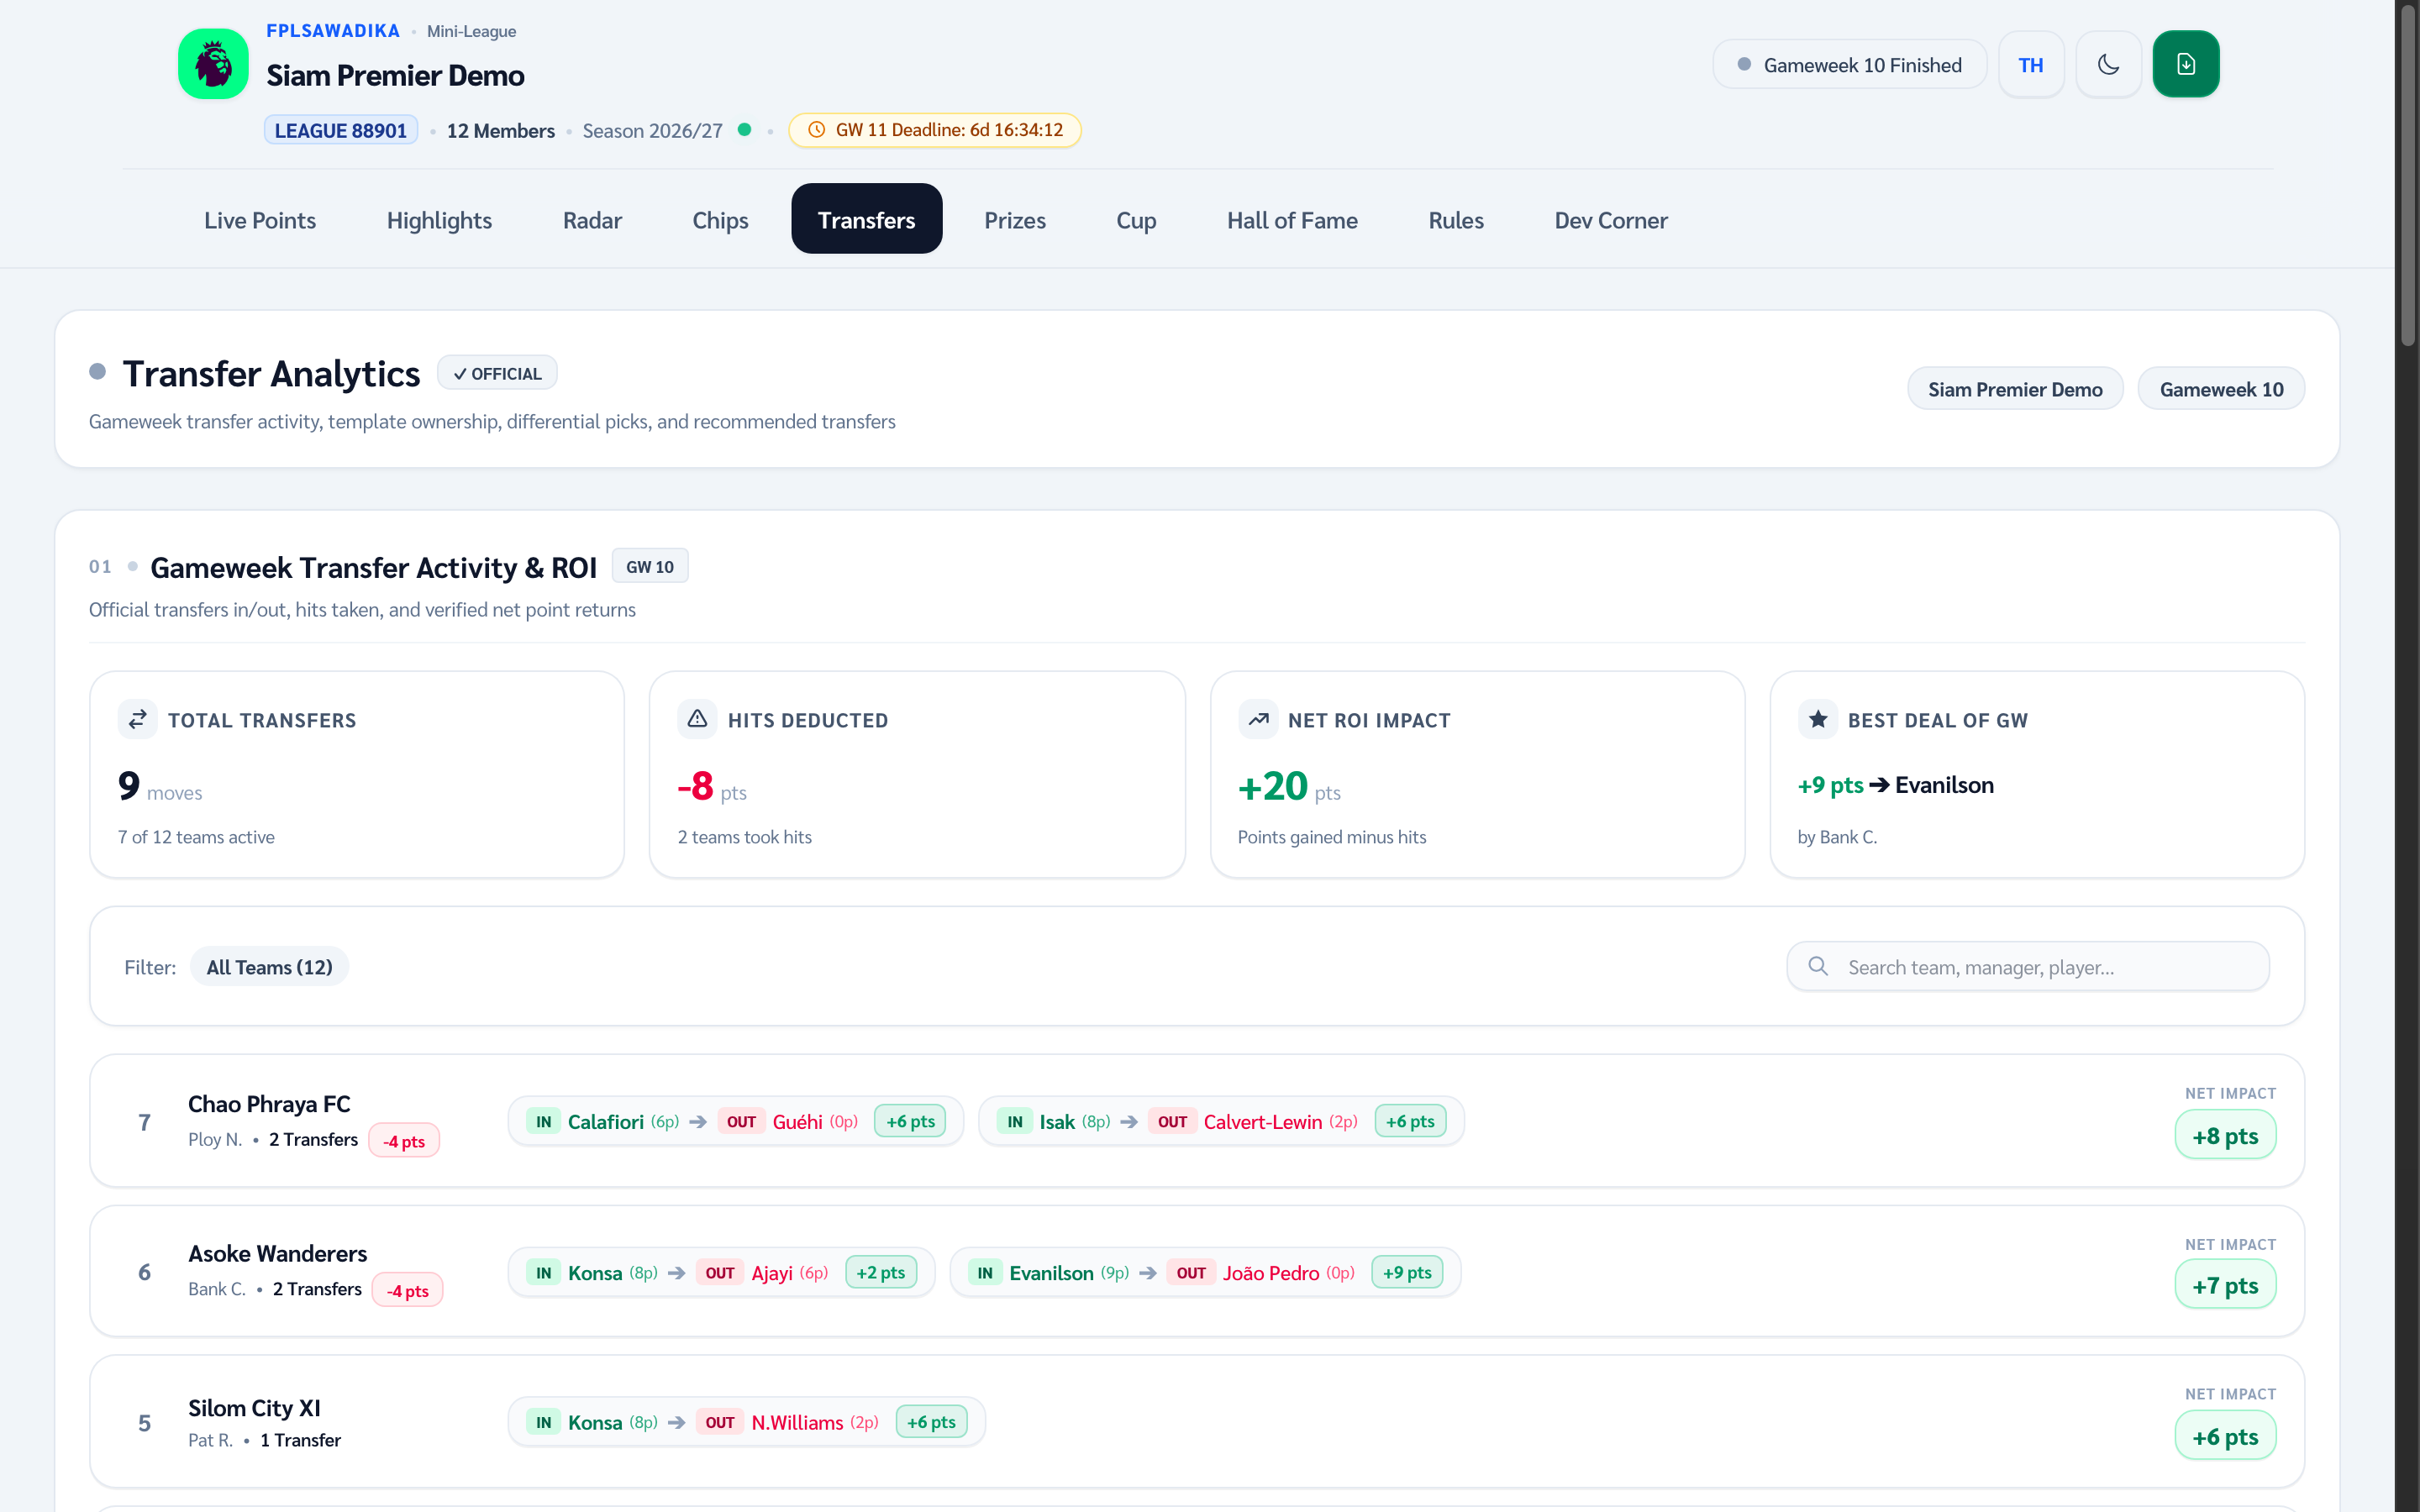 FPLSAWADIKA • Mini-League
Siam Premier Demo
LEAGUE 88901 • 12 Members • Season 2026/27 • GW 11 Deadline: 6d 16:34:12
Gameweek 10 Finished
TH
Live Points
Highlights
Radar
Chips
Transfers
Prizes
Cup
Hall of Fame
Rules
Dev Corner
Transfer Analytics ✓ OFFICIAL
Gameweek transfer activity, template ownership, differential picks, and recommended transfers
Siam Premier Demo
Gameweek 10
01 • Gameweek Transfer Activity & ROI GW 10
Official transfers in/out, hits taken, and verified net point returns
TOTAL TRANSFERS
9 moves
7 of 12 teams active
HITS DEDUCTED
-8 pts
2 teams took hits
NET ROI IMPACT
+20 pts
Points gained minus hits
BEST DEAL OF GW
+9 pts ➔ Evanilson
by Bank C.
Filter: All Teams (12)
Search team, manager, player...
7
Chao Phraya FC
Ploy N. • 2 Transfers -4 pts
IN Calafiori (6p) ➔ OUT Guéhi (0p) +6 pts
IN Isak (8p) ➔ OUT Calvert-Lewin (2p) +6 pts
NET IMPACT
+8 pts
6
Asoke Wanderers
Bank C. • 2 Transfers -4 pts
IN Konsa (8p) ➔ OUT Ajayi (6p) +2 pts
IN Evanilson (9p) ➔ OUT João Pedro (0p) +9 pts
NET IMPACT
+7 pts
5
Silom City XI
Pat R. • 1 Transfer
IN Konsa (8p) ➔ OUT N.Williams (2p) +6 pts
NET IMPACT
+6 pts